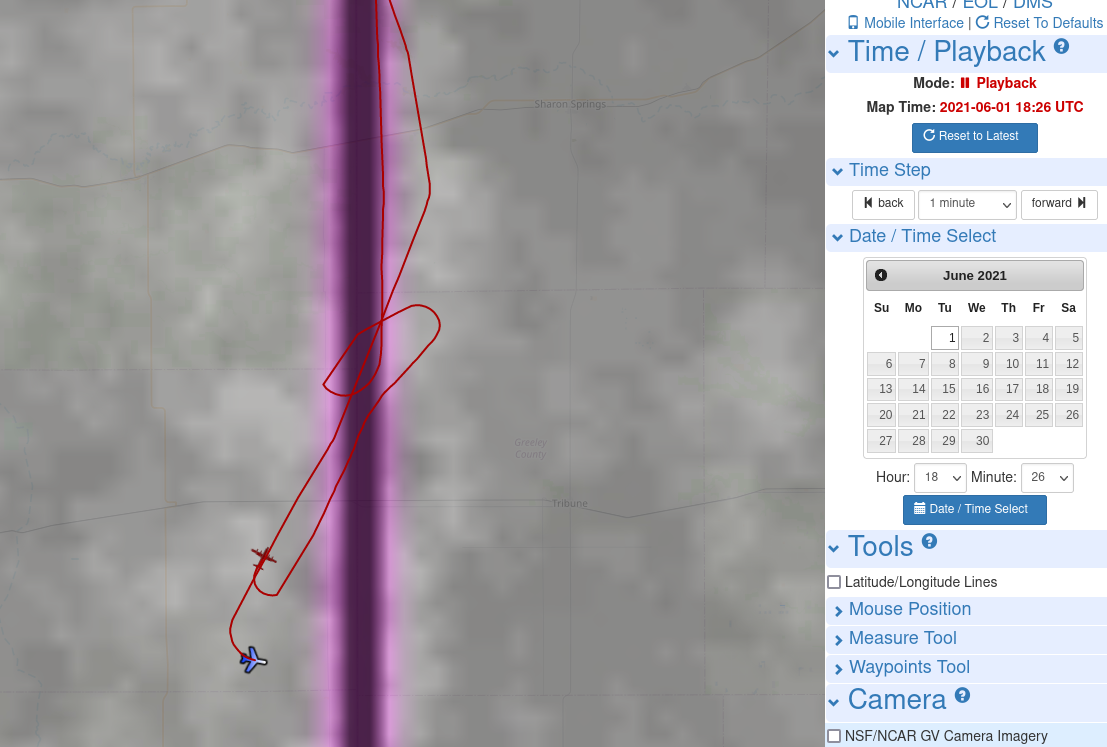 Sharon Springs
Greeley
County
Tribune
NCAR / EOL / DMS
Mobile Interface | Reset To Defaults
Time / Playback
Mode: Playback
Map Time: 2021-06-01 18:26 UTC
Reset to Latest
Time Step
back 1 minute forward
Date / Time Select
June 2021
Su Mo Tu We Th Fr Sa
1 2 3 4 5
6 7 8 9 10 11 12
13 14 15 16 17 18 19
20 21 22 23 24 25 26
27 28 29 30
Hour: 18 Minute: 26
Date / Time Select
Tools
Latitude/Longitude Lines
Mouse Position
Measure Tool
Waypoints Tool
Camera
NSF/NCAR GV Camera Imagery